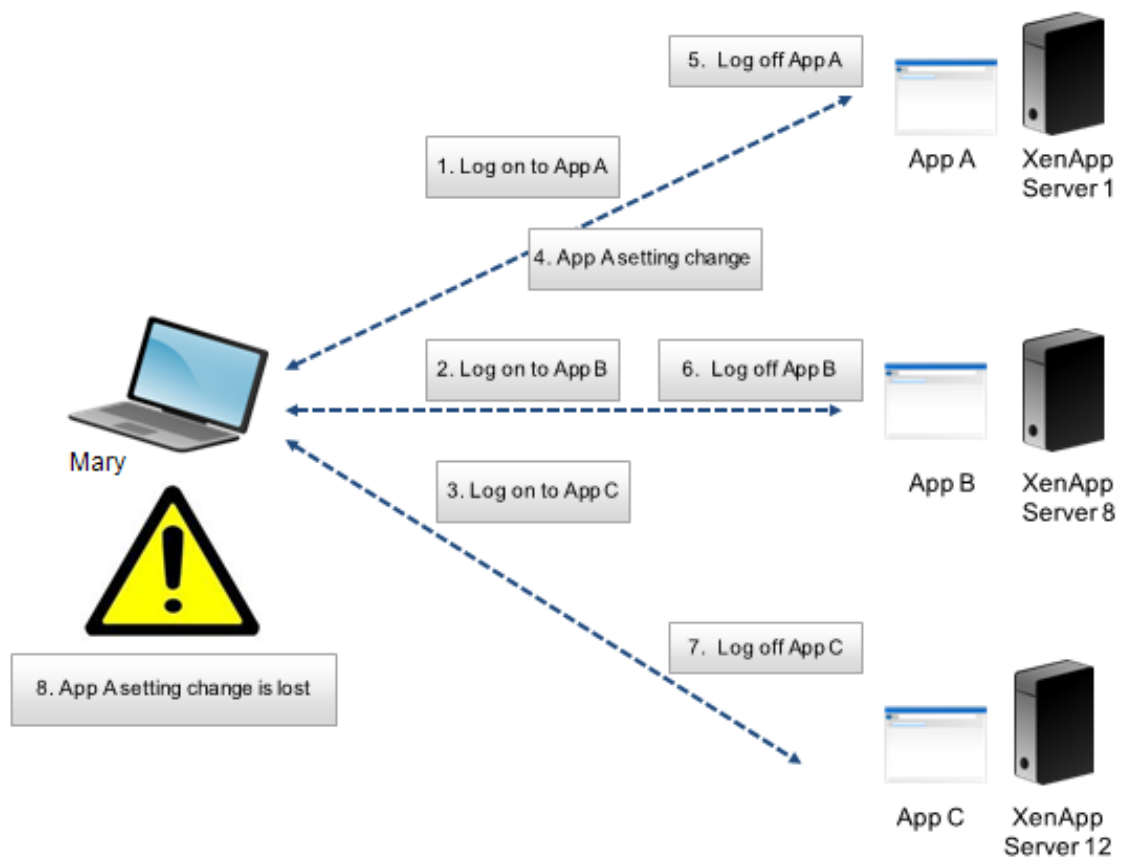 5. Log off App A
1. Log on to App A
App A
XenApp
Server 1
4. App A setting change
2. Log on to App B
6. Log off App B
Mary
3. Log on to App C
App B
XenApp
Server 8
7. Log off App C
8. App A setting change is lost
App C
XenApp
Server 12